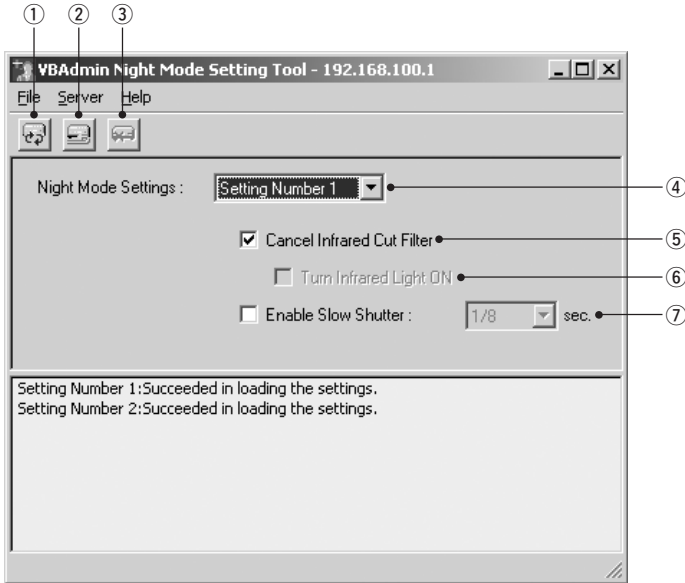 ① ② ③
VBAdmin Night Mode Setting Tool - 192.168.100.1
File Server Help
Night Mode Settings : Setting Number 1 ④
Cancel Infrared Cut Filter ⑤
Turn Infrared Light ON ⑥
Enable Slow Shutter : 1/8 sec. ⑦
Setting Number 1:Succeeded in loading the settings.
Setting Number 2:Succeeded in loading the settings.